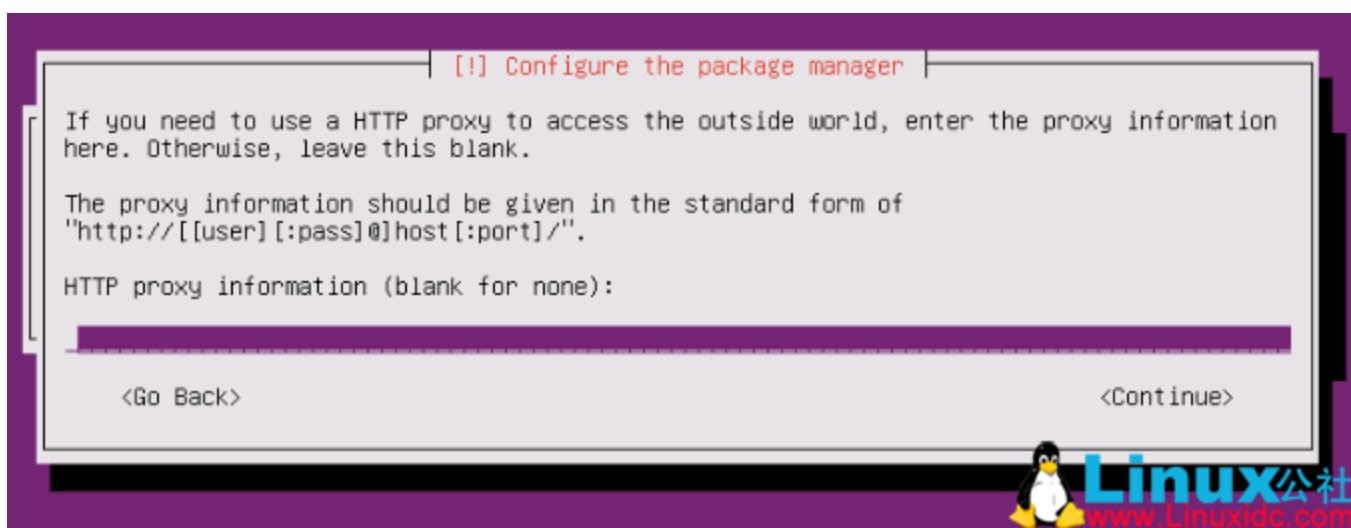 [!] Configure the package manager
If you need to use a HTTP proxy to access the outside world, enter the proxy information
here. Otherwise, leave this blank.
The proxy information should be given in the standard form of
"http://[[user][:pass]@]host[:port]/".
HTTP proxy information (blank for none):
<Go Back> <Continue>
Linux公社
www.Linuxidc.com